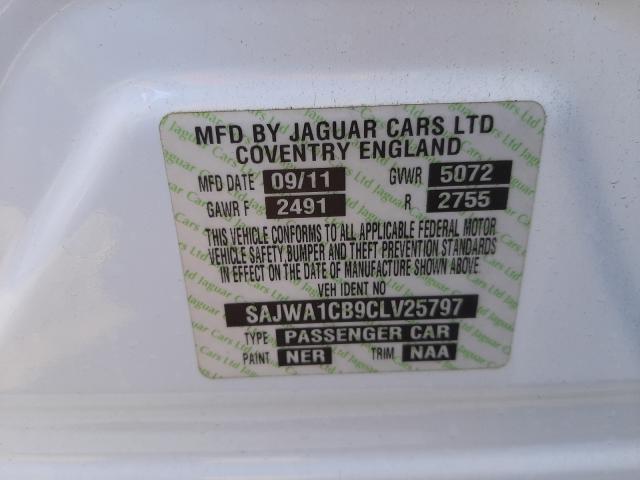 MFD BY JAGUAR CARS LTD
COVENTRY ENGLAND
MFD DATE 09/11 GVWR 5072
GAWR F 2491 R 2755
THIS VEHICLE CONFORMS TO ALL APPLICABLE FEDERAL MOTOR
VEHICLE SAFETY BUMPER AND THEFT PREVENTION STANDARDS
IN EFFECT ON THE DATE OF MANUFACTURE SHOWN ABOVE.
VEH IDENT NO
SAJWA1CB9CLV25797
TYPE PASSENGER CAR
PAINT NER TRIM NAA